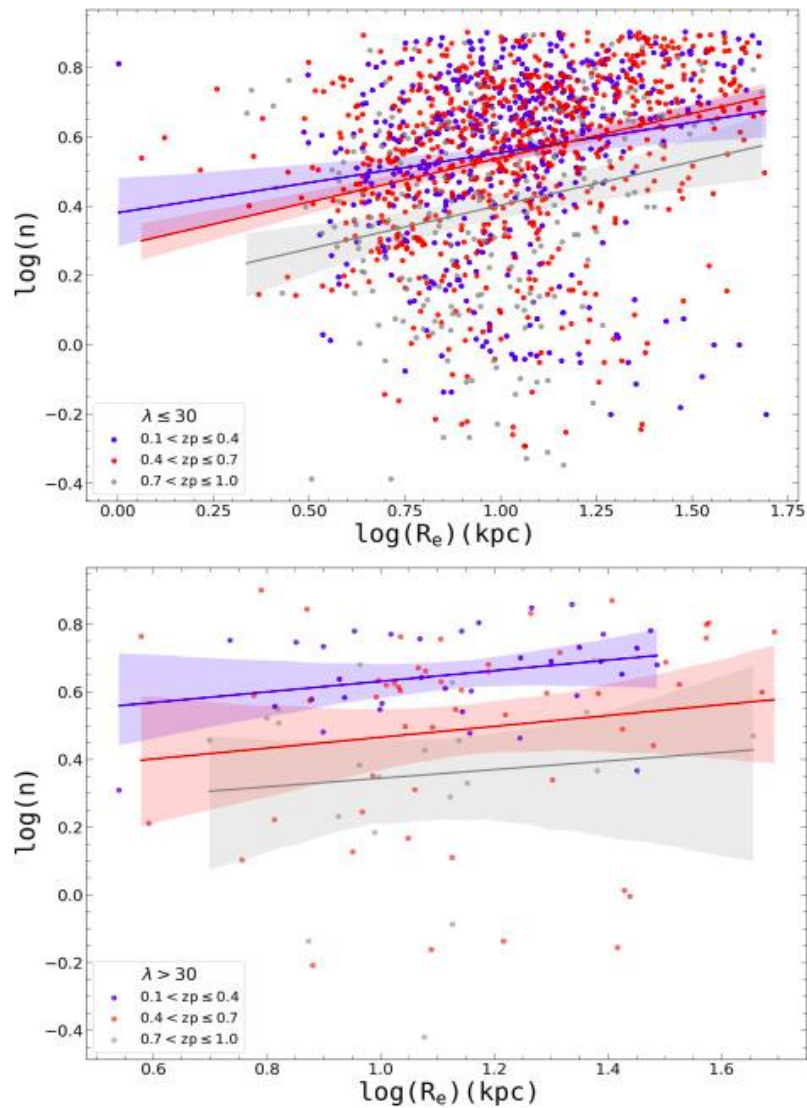 0.8
0.6
0.4
0.2
0.0
−0.2
−0.4
log(n)
λ ≤ 30
0.1 < zp ≤ 0.4
0.4 < zp ≤ 0.7
0.7 < zp ≤ 1.0
0.00 0.25 0.50 0.75 1.00 1.25 1.50 1.75
log(Rₑ)(kpc)
0.8
0.6
0.4
0.2
0.0
−0.2
−0.4
log(n)
λ > 30
0.1 < zp ≤ 0.4
0.4 < zp ≤ 0.7
0.7 < zp ≤ 1.0
0.6 0.8 1.0 1.2 1.4 1.6
log(Rₑ)(kpc)